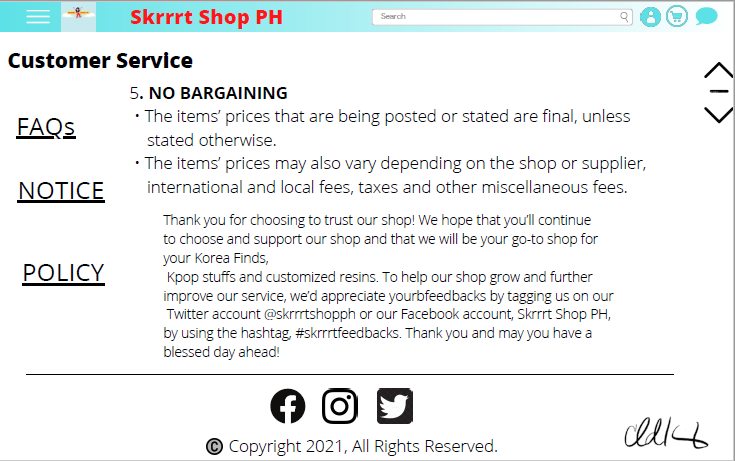 Skrrrt Shop PH
Search
Customer Service
5. NO BARGAINING
• The items’ prices that are being posted or stated are final, unless
stated otherwise.
• The items’ prices may also vary depending on the shop or supplier,
international and local fees, taxes and other miscellaneous fees.
FAQs
NOTICE
POLICY
Thank you for choosing to trust our shop! We hope that you’ll continue
to choose and support our shop and that we will be your go-to shop for
your Korea Finds,
Kpop stuffs and customized resins. To help our shop grow and further
improve our service, we’d appreciate yourbfeedbacks by tagging us on our
Twitter account @skrrrtshopph or our Facebook account, Skrrrt Shop PH,
by using the hashtag, #skrrrtfeedbacks. Thank you and may you have a
blessed day ahead!
© Copyright 2021, All Rights Reserved.